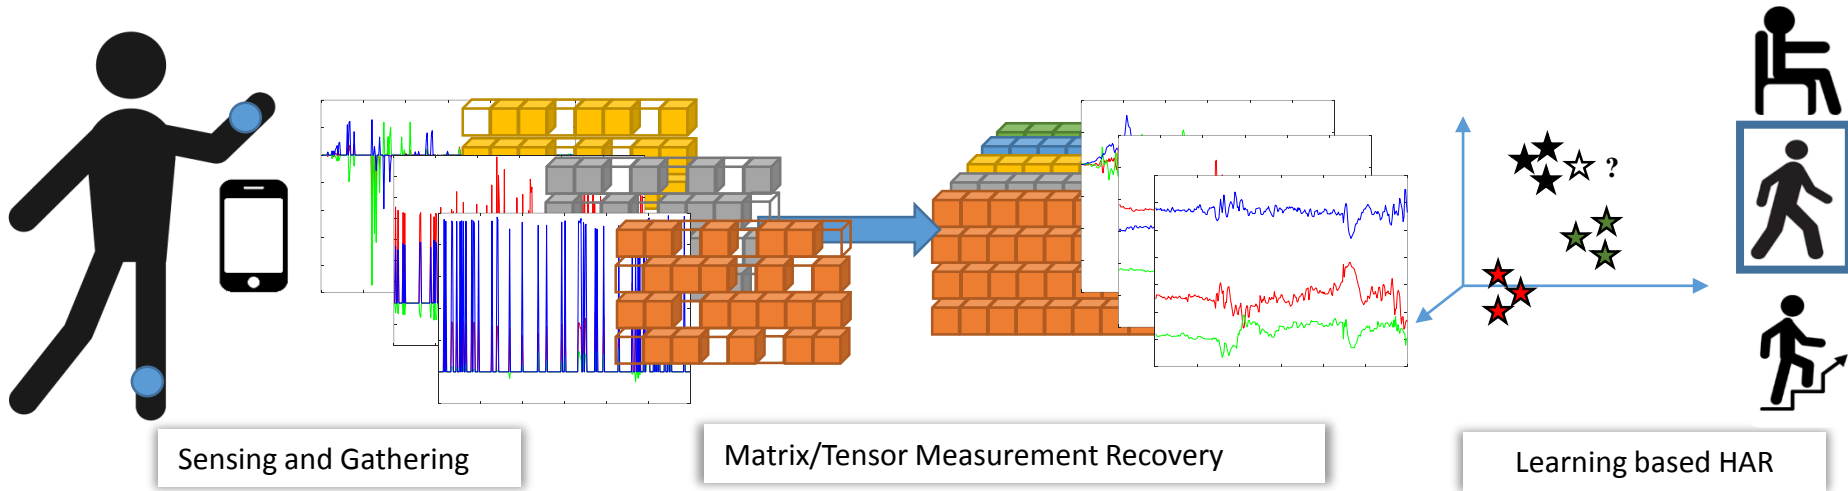 ?
Sensing and Gathering
Matrix/Tensor Measurement Recovery
Learning based HAR